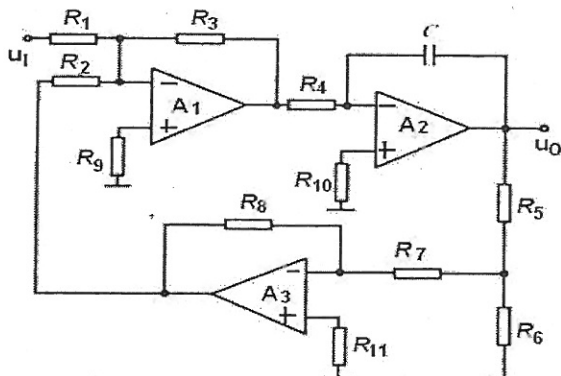 R1 R3 C
uI R2 R4
− A1 + − A2 +
R9 R10 uO
R8 R5
R7
− A3 +
R11 R6